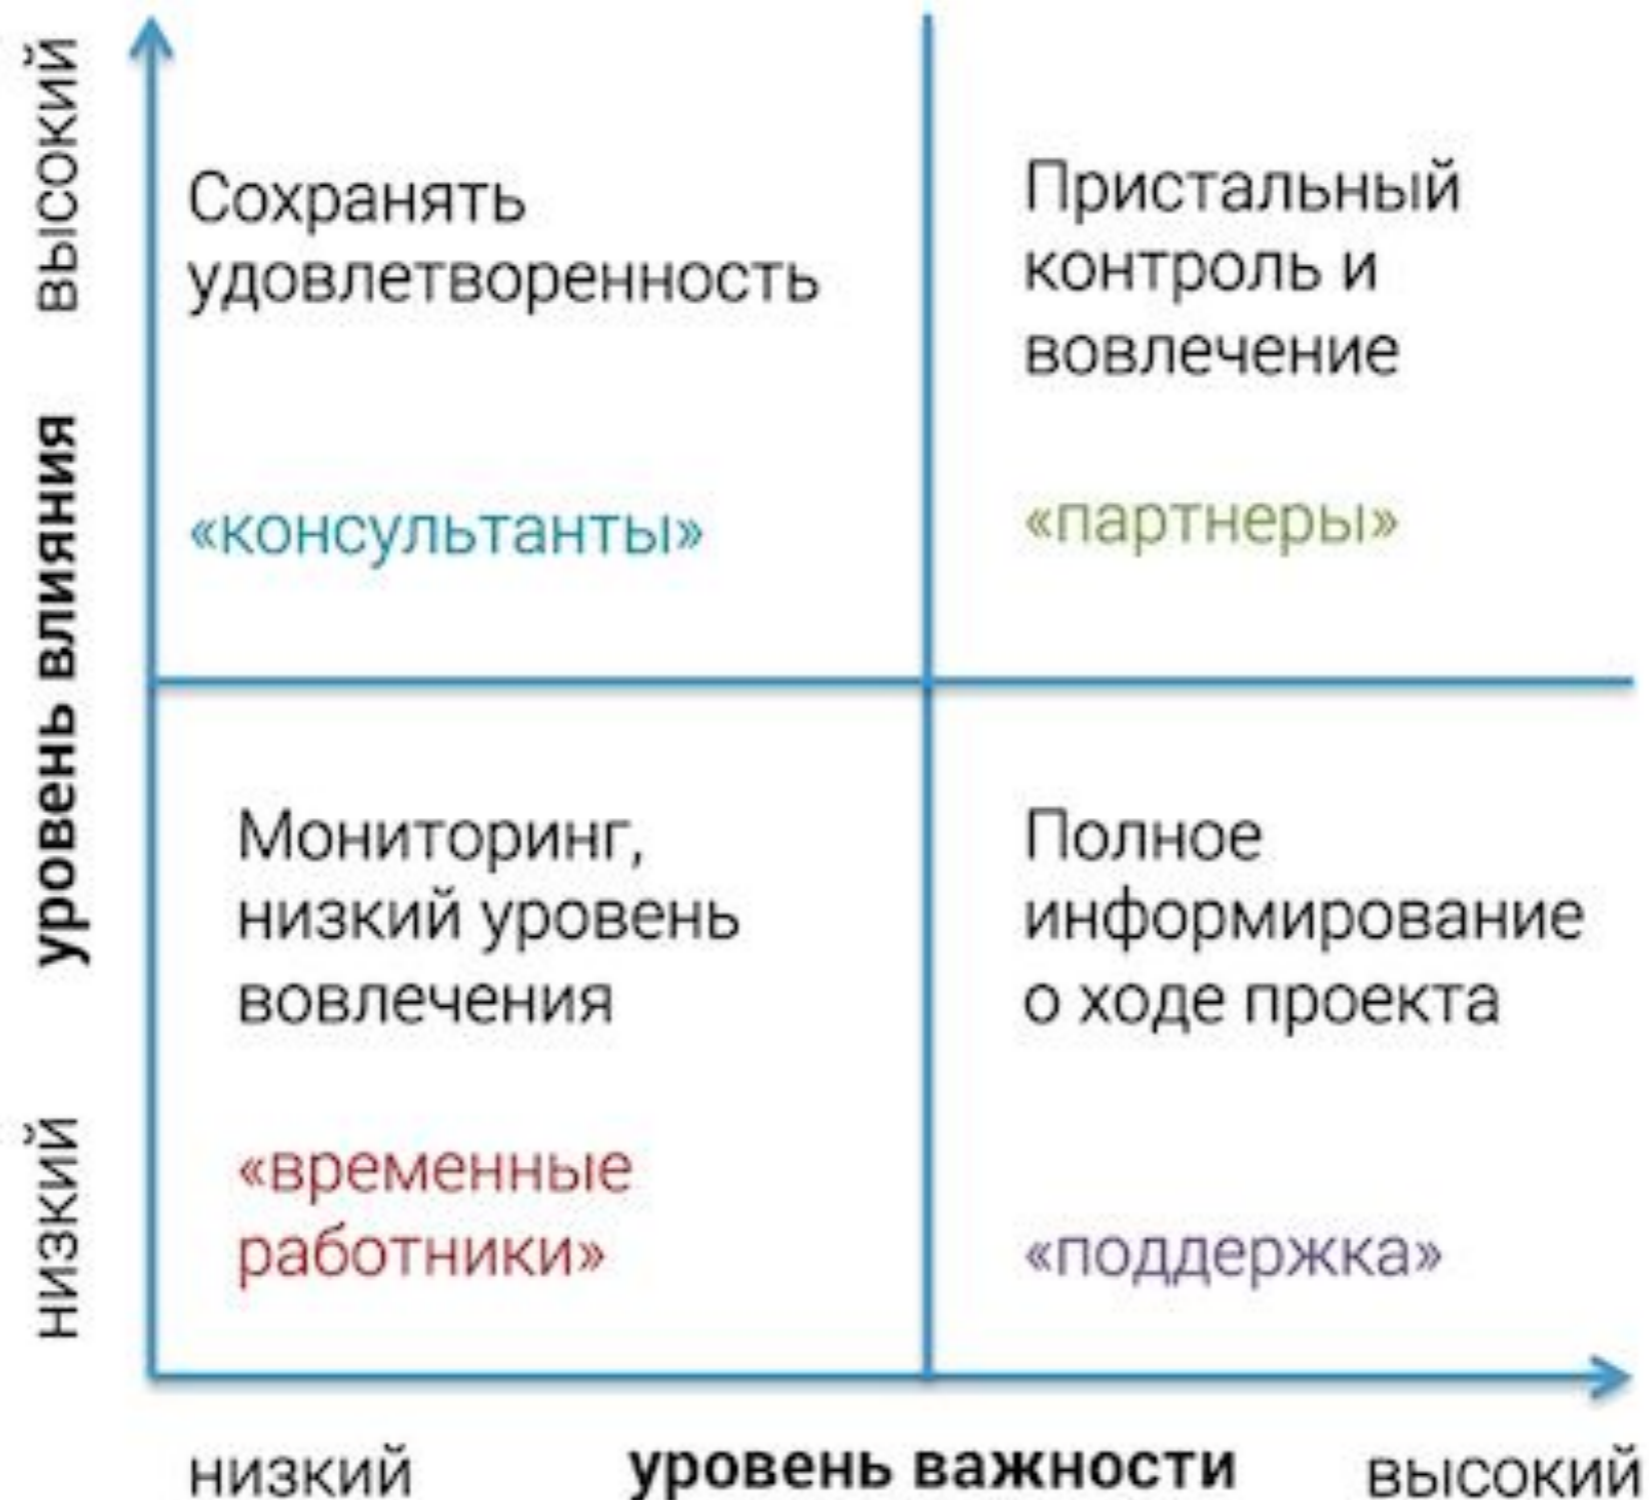 высокий
Сохранять
удовлетворенность
«консультанты»
Пристальный
контроль и
вовлечение
«партнеры»
уровень влияния
Мониторинг,
низкий уровень
вовлечения
«временные
работники»
Полное
информирование
о ходе проекта
«поддержка»
низкий
низкий
уровень важности
высокий